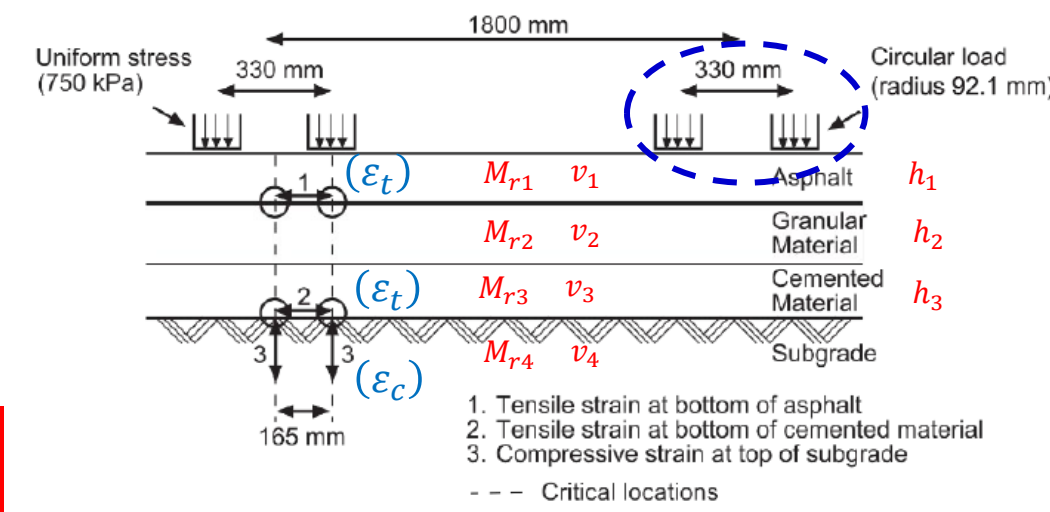 1800 mm
Uniform stress
(750 kPa)
330 mm
330 mm
Circular load
(radius 92.1 mm)
1
(εt)
Mr1
v1
Asphalt
h1
Mr2
v2
Granular
Material
h2
2
(εt)
Mr3
v3
Cemented
Material
h3
3
3
(εc)
Mr4
v4
Subgrade
165 mm
1. Tensile strain at bottom of asphalt
2. Tensile strain at bottom of cemented material
3. Compressive strain at top of subgrade
- - - Critical locations